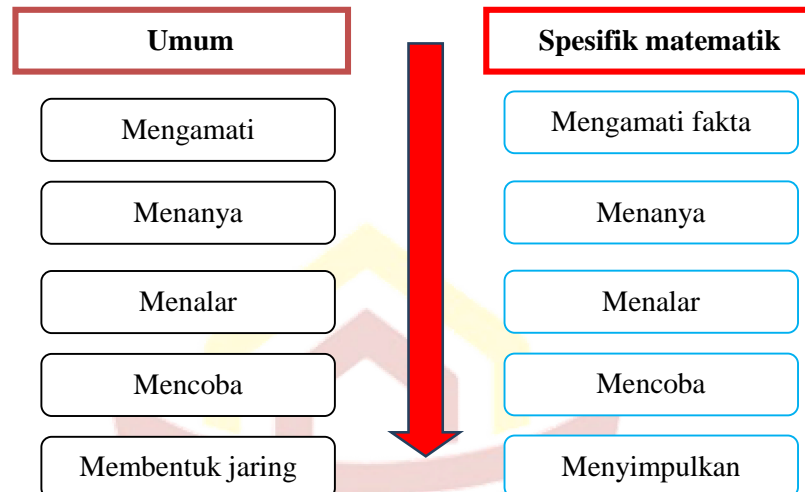 Umum
Spesifik matematik
Mengamati
Mengamati fakta
Menanya
Menanya
Menalar
Menalar
Mencoba
Mencoba
Membentuk jaring
Menyimpulkan